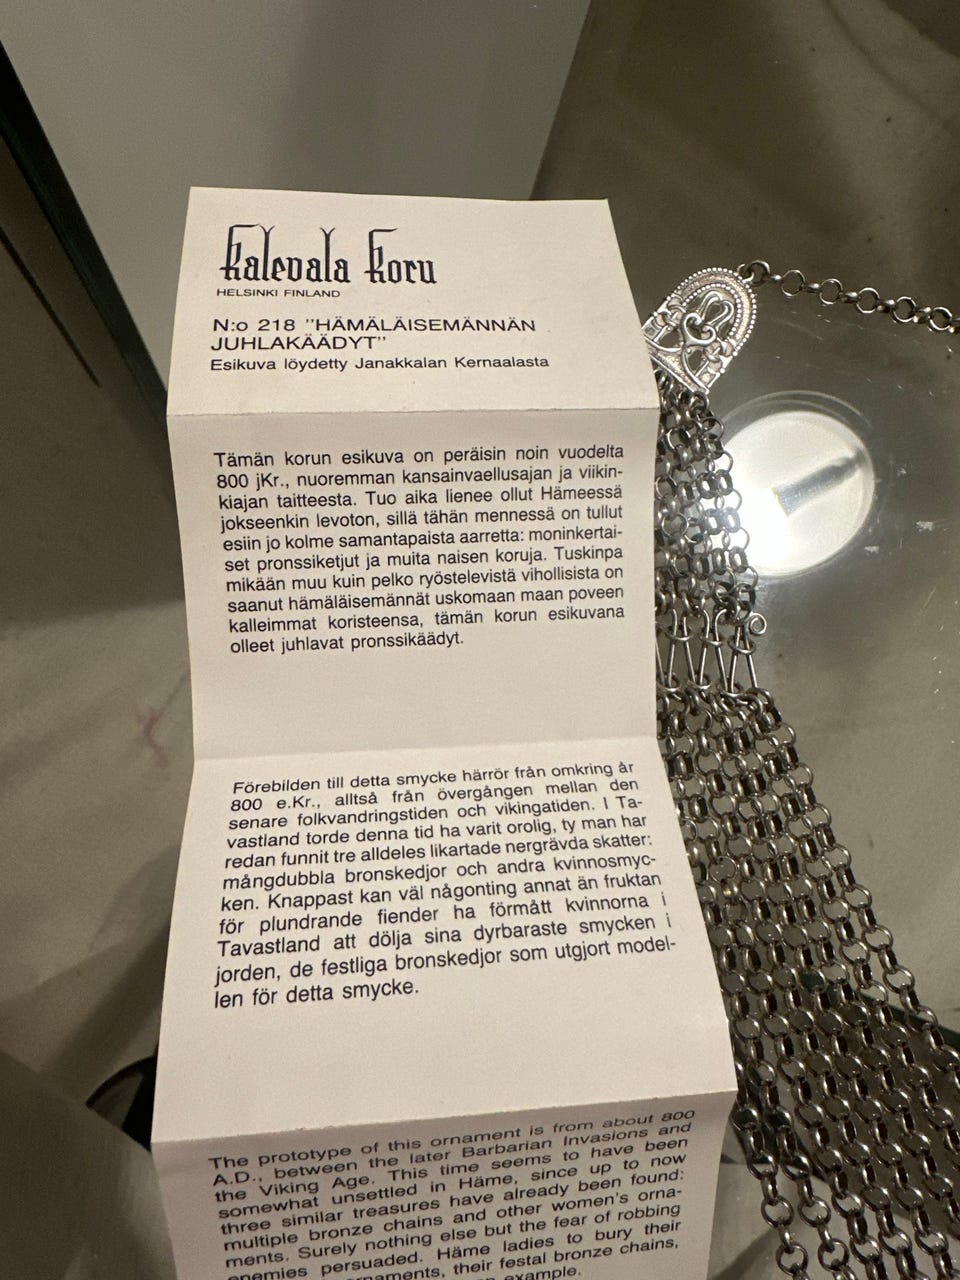 Kalevala Koru
HELSINKI FINLAND
N:o 218 "HÄMÄLÄISEMÄNNÄN
JUHLAKÄÄDYT"
Esikuva löydetty Janakkalan Kernaalasta
Tämän korun esikuva on peräisin noin vuodelta
800 jKr., nuoremman kansainvaellusajan ja viikin-
kiajan taitteesta. Tuo aika lienee ollut Hämeessä
jokseenkin levoton, sillä tähän mennessä on tullut
esiin jo kolme samantapaista aarretta: moninkertai-
set pronssiketjut ja muita naisen koruja. Tuskinpa
mikään muu kuin pelko ryöstelevistä vihollisista on
saanut hämäläisemännät uskomaan maan poveen
kalleimmat koristeensa, tämän korun esikuvana
olleet juhlavat pronssikäädyt.
Förebilden till detta smycke härrör från omkring år
800 e.Kr., alltså från övergången mellan den
senare folkvandringstiden och vikingatiden. I Ta-
vastland torde denna tid ha varit orolig, ty man har
redan funnit tre alldeles likartade nergrävda skatter:
mångdubbla bronskedjor och andra kvinnosmyc-
ken. Knappast kan väl någonting annat än fruktan
för plundrande fiender ha förmått kvinnorna i
Tavastland att dölja sina dyrbaraste smycken i
jorden, de festliga bronskedjor som utgjort model-
len för detta smycke.
The prototype of this ornament is from about 800
A.D., between the later Barbarian Invasions and
the Viking Age. This time seems to have been
somewhat unsettled in Häme, since up to now
three similar treasures have already been found:
multiple bronze chains and other women's orna-
ments. Surely nothing else but the fear of robbing
enemies persuaded. Häme ladies to bury their
their festal bronze chains,
example.